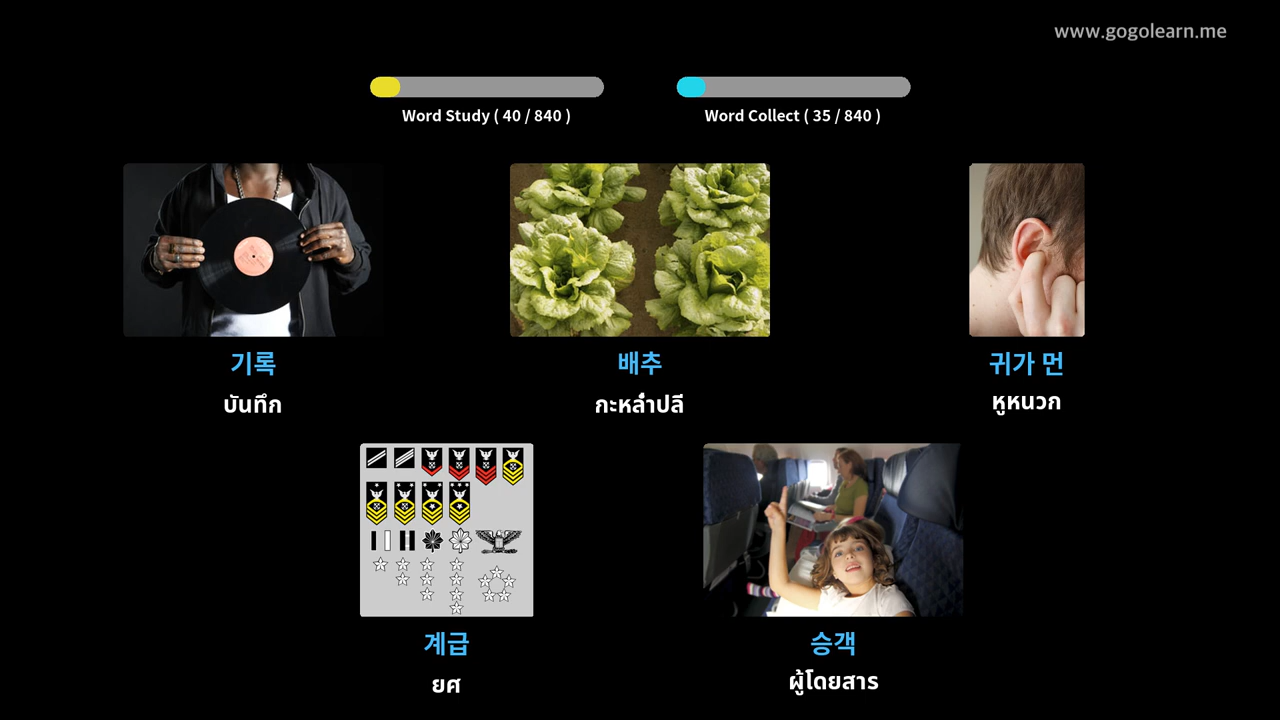 www.gogolearn.me
Word Study ( 40 / 840 )
Word Collect ( 35 / 840 )
기록
บันทึก
배추
กะหล่ำปลี
귀가 먼
หูหนวก
계급
ยศ
승객
ผู้โดยสาร